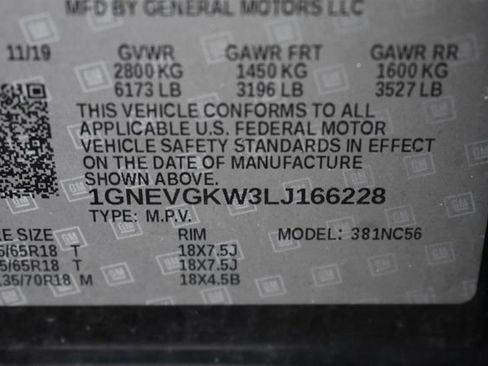 MFD BY GENERAL MOTORS LLC
11/19 GVWR GAWR FRT GAWR RR
2800 KG 1450 KG 1600 KG
6173 LB 3196 LB 3527 LB
THIS VEHICLE CONFORMS TO ALL
APPLICABLE U.S. FEDERAL MOTOR
VEHICLE SAFETY STANDARDS IN EFFECT
ON THE DATE OF MANUFACTURE
SHOWN ABOVE.
1GNEVGKW3LJ166228
TYPE: M.P.V.
E SIZE RIM MODEL: 381NC56
5/65R18 T 18X7.5J
5/65R18 T 18X7.5J
135/70R18 M 18X4.5B